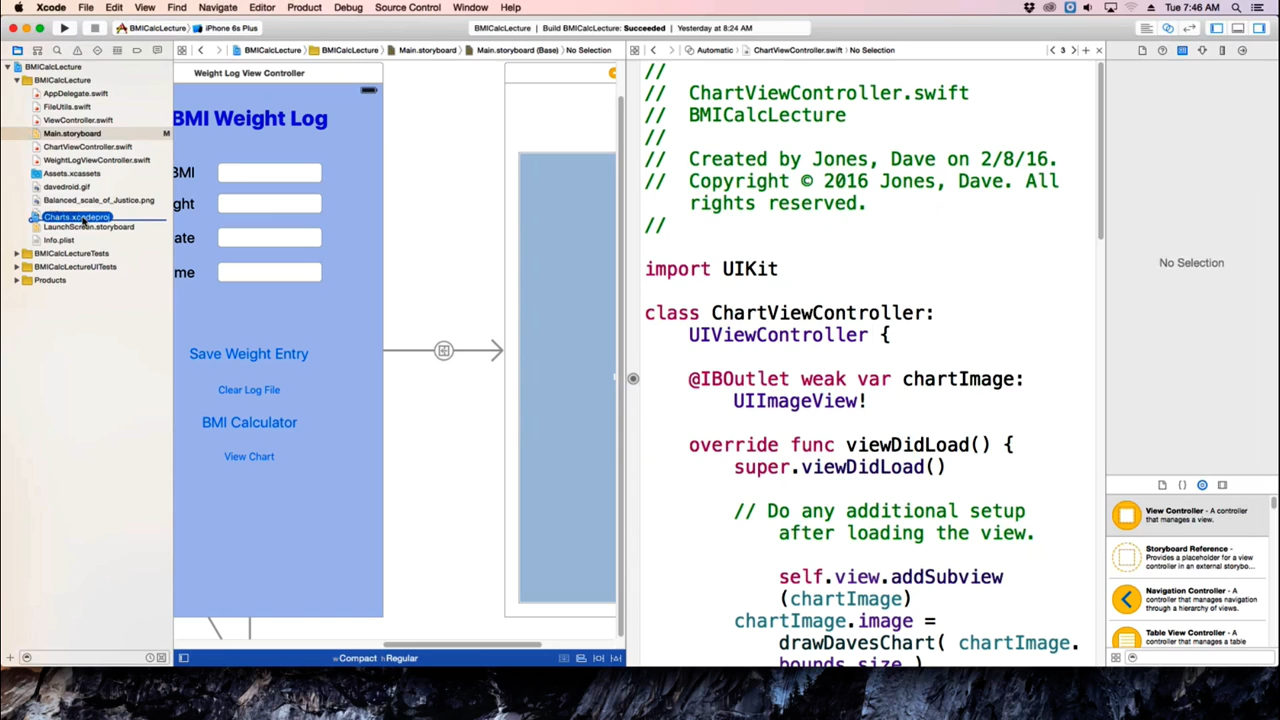 Xcode File Edit View Find Navigate Editor Product Debug Source Control Window Help Tue 7:46 AM
BMICalcLecture iPhone 6s Plus BMICalcLecture Build BMICalcLecture: Succeeded Yesterday at 8:24 AM
BMICalcLecture BMICalcLecture Main.storyboard Main.storyboard (Base) No Selection Automatic ChartViewController.swift No Selection 3
BMICalcLecture
BMICalcLecture
AppDelegate.swift
FileUtils.swift
ViewController.swift
Main.storyboard M
ChartViewController.swift
WeightLogViewController.swift
Assets.xcassets
davedroid.gif
Balanced_scale_of_Justice.png
Charts.xcodeproj
LaunchScreen.storyboard
Info.plist
BMICalcLectureTests
BMICalcLectureUITests
Products
Weight Log View Controller
BMI Weight Log
BMI
ght
ate
me
Save Weight Entry
Clear Log File
BMI Calculator
View Chart
wCompact hRegular
//
// ChartViewController.swift
// BMICalcLecture
//
// Created by Jones, Dave on 2/8/16.
// Copyright © 2016 Jones, Dave. All
rights reserved.
//
import UIKit
class ChartViewController:
UIViewController {
@IBOutlet weak var chartImage:
UIImageView!
override func viewDidLoad() {
super.viewDidLoad()
// Do any additional setup
after loading the view.
self.view.addSubview
(chartImage)
chartImage.image =
drawDavesChart( chartImage.
bounds.size )
No Selection
View Controller - A controller
that manages a view.
Storyboard Reference -
Provides a placeholder for a view
controller in an external storybo...
Navigation Controller - A
controller that manages navigation
through a hierarchy of views.
Table View Controller - A
controller that manages a table